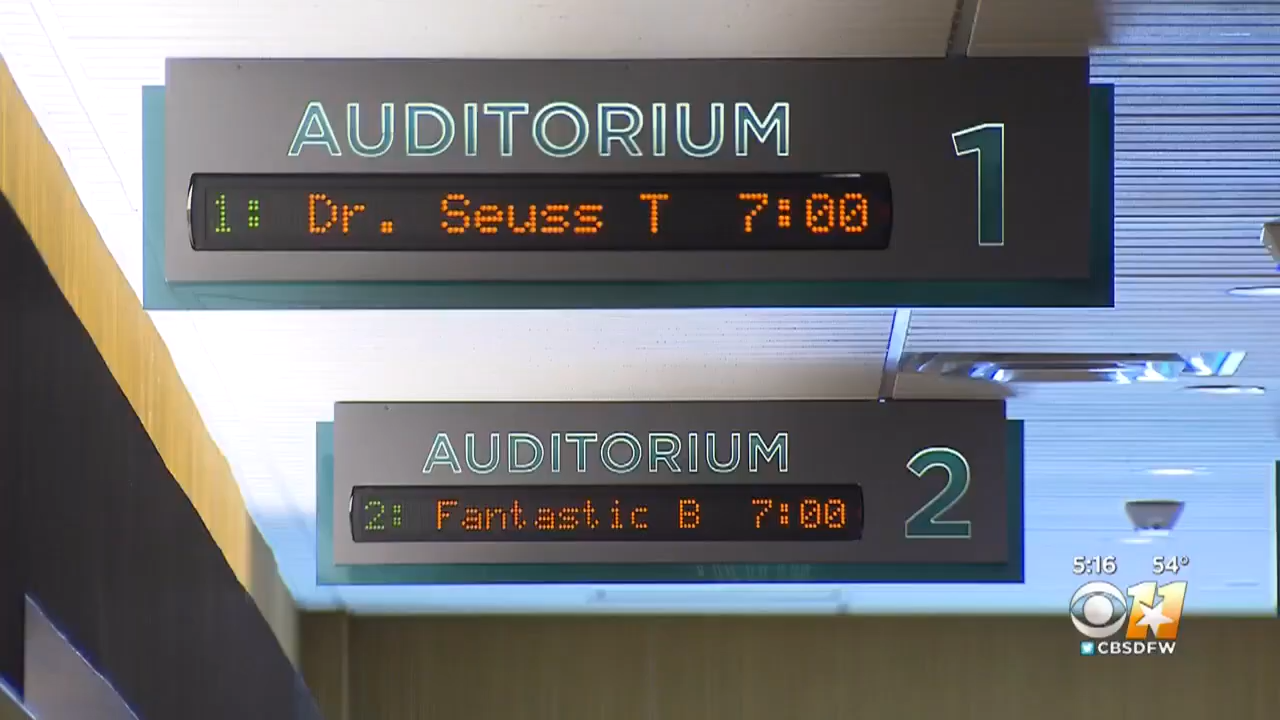 AUDITORIUM 1
1: Dr. Seuss T 7:00
AUDITORIUM 2
2: Fantastic B 7:00
5:16 54°
11
CBSDFW